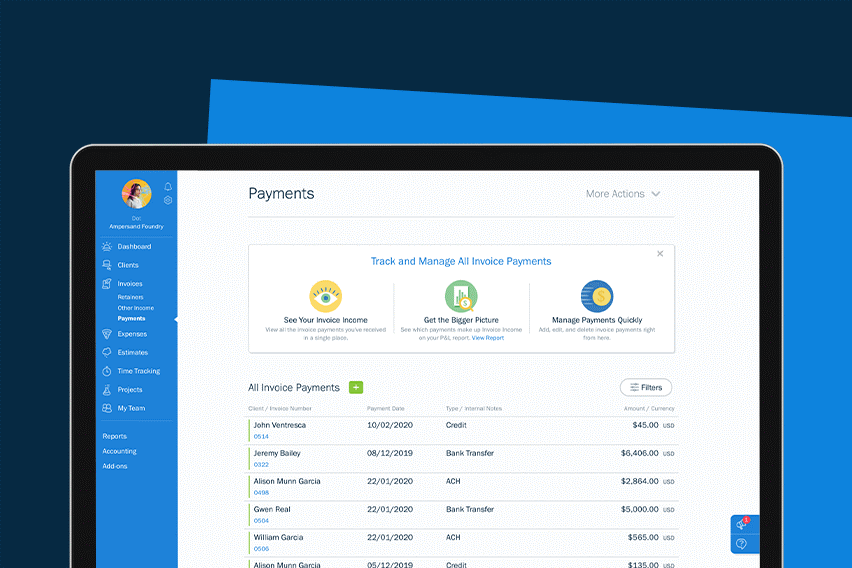 Dot
Ampersand Foundry
Dashboard
Clients
Invoices
Retainers
Other Income
Payments
Expenses
Estimates
Time Tracking
Projects
My Team
Reports
Accounting
Add-ons
Payments
More Actions
Track and Manage All Invoice Payments
See Your Invoice Income
View all the invoice payments you've received
in a single place.
Get the Bigger Picture
See which payments make up Invoice Income
on your P&L report. View Report
Manage Payments Quickly
Add, edit, and delete invoice payments right
from here.
All Invoice Payments +
Filters
Client / Invoice Number Payment Date Type / Internal Notes Amount / Currency
John Ventresca 10/02/2020 Credit $45.00 USD
0514
Jeremy Bailey 08/12/2019 Bank Transfer $6,406.00 USD
0322
Alison Munn Garcia 22/01/2020 ACH $2,864.00 USD
0498
Gwen Real 22/01/2020 Bank Transfer $5,000.00 USD
0504
William Garcia 22/01/2020 ACH $565.00 USD
0506
Alison Munn Garcia 05/12/2019 Credit $135.00 USD
1
?